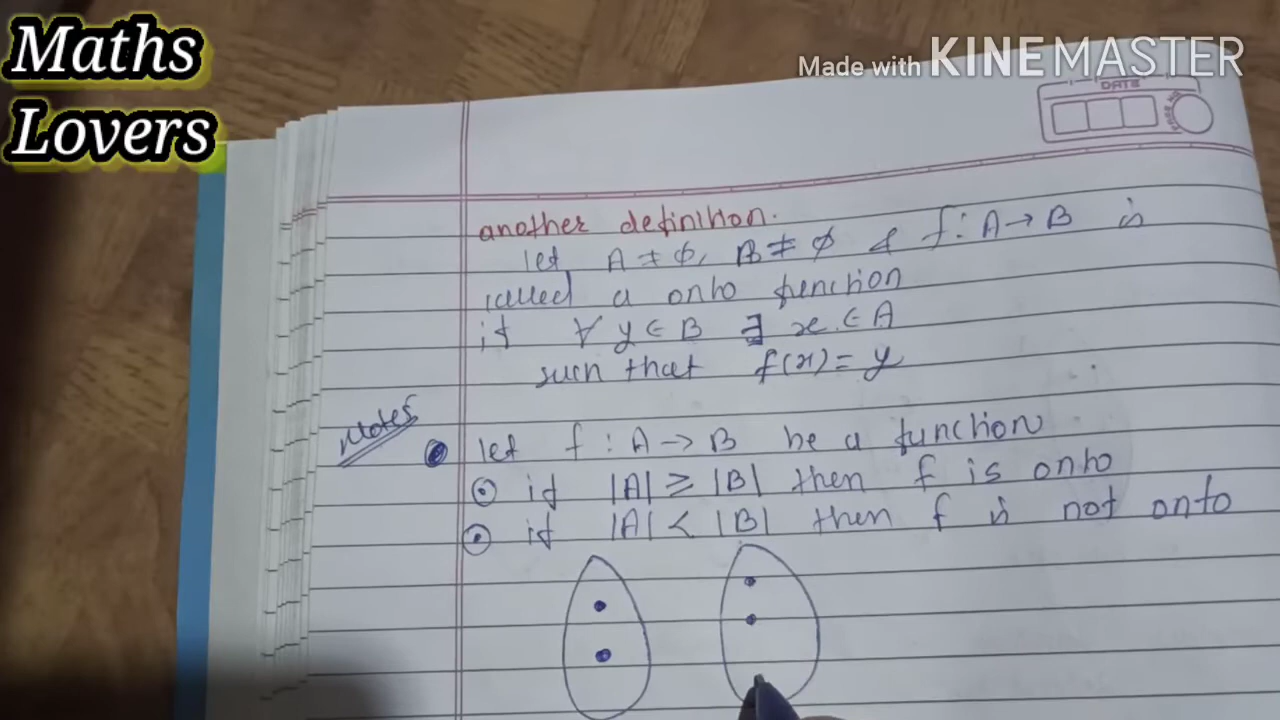 Maths
Lovers
Made with KINEMASTER
DATE
another definition.
let A ≠ ϕ, B ≠ ϕ & f : A → B is
called a onto function
if ∀ y ∈ B ∃ x ∈ A
such that f(x) = y
Notes
let f : A → B be a function
if |A| ≥ |B| then f is onto
if |A| < |B| then f is not onto